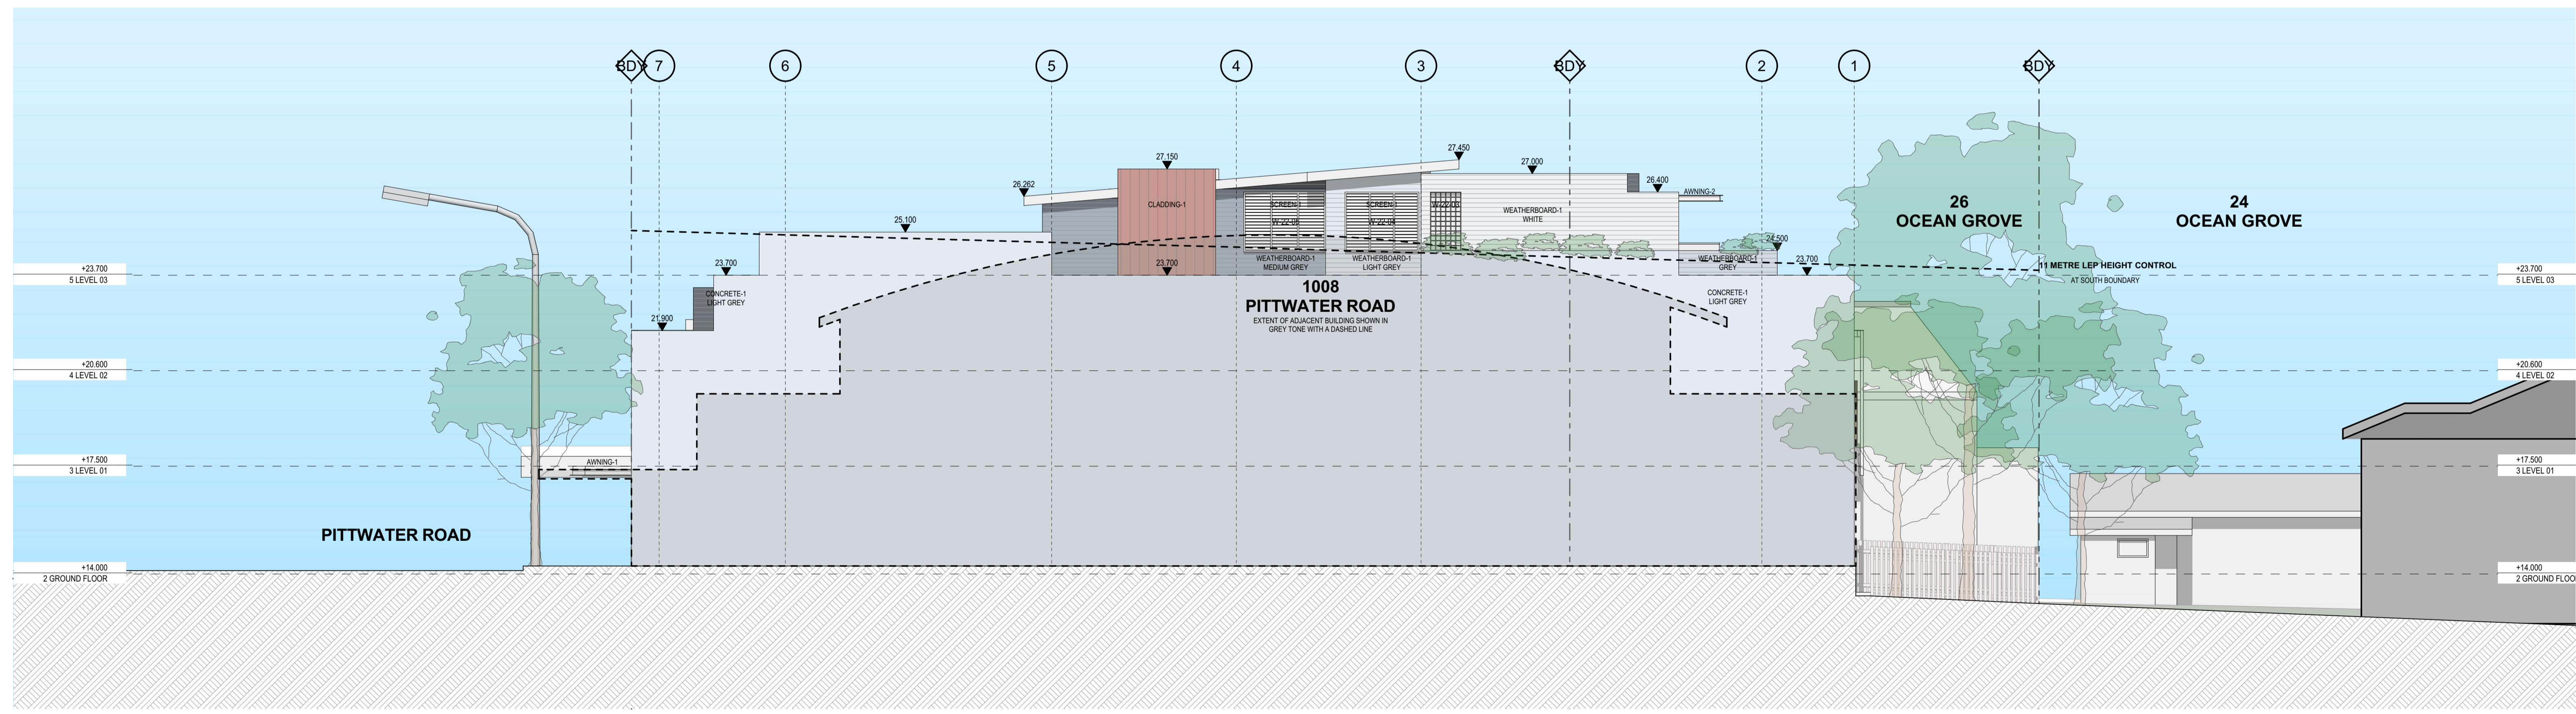 BDY
7
6
5
4
3
BDY
2
1
BDY
27.150
27.450
27.000
26.262
26.400
AWNING-2
CLADDING-1
SCREEN-1
W-22-05
SCREEN-1
W-22-04
W-22-03
WEATHERBOARD-1
WHITE
25.100
24.500
26
OCEAN GROVE
24
OCEAN GROVE
WEATHERBOARD-1
MEDIUM GREY
WEATHERBOARD-1
LIGHT GREY
WEATHERBOARD-1
GREY
23.700
23.700
23.700
11 METRE LEP HEIGHT CONTROL
AT SOUTH BOUNDARY
+23.700
5 LEVEL 03
+23.700
5 LEVEL 03
CONCRETE-1
LIGHT GREY
1008
PITTWATER ROAD
EXTENT OF ADJACENT BUILDING SHOWN IN
GREY TONE WITH A DASHED LINE
CONCRETE-1
LIGHT GREY
21.900
+20.600
4 LEVEL 02
+20.600
4 LEVEL 02
+17.500
3 LEVEL 01
AWNING-1
+17.500
3 LEVEL 01
PITTWATER ROAD
+14.000
2 GROUND FLOOR
+14.000
2 GROUND FLOO